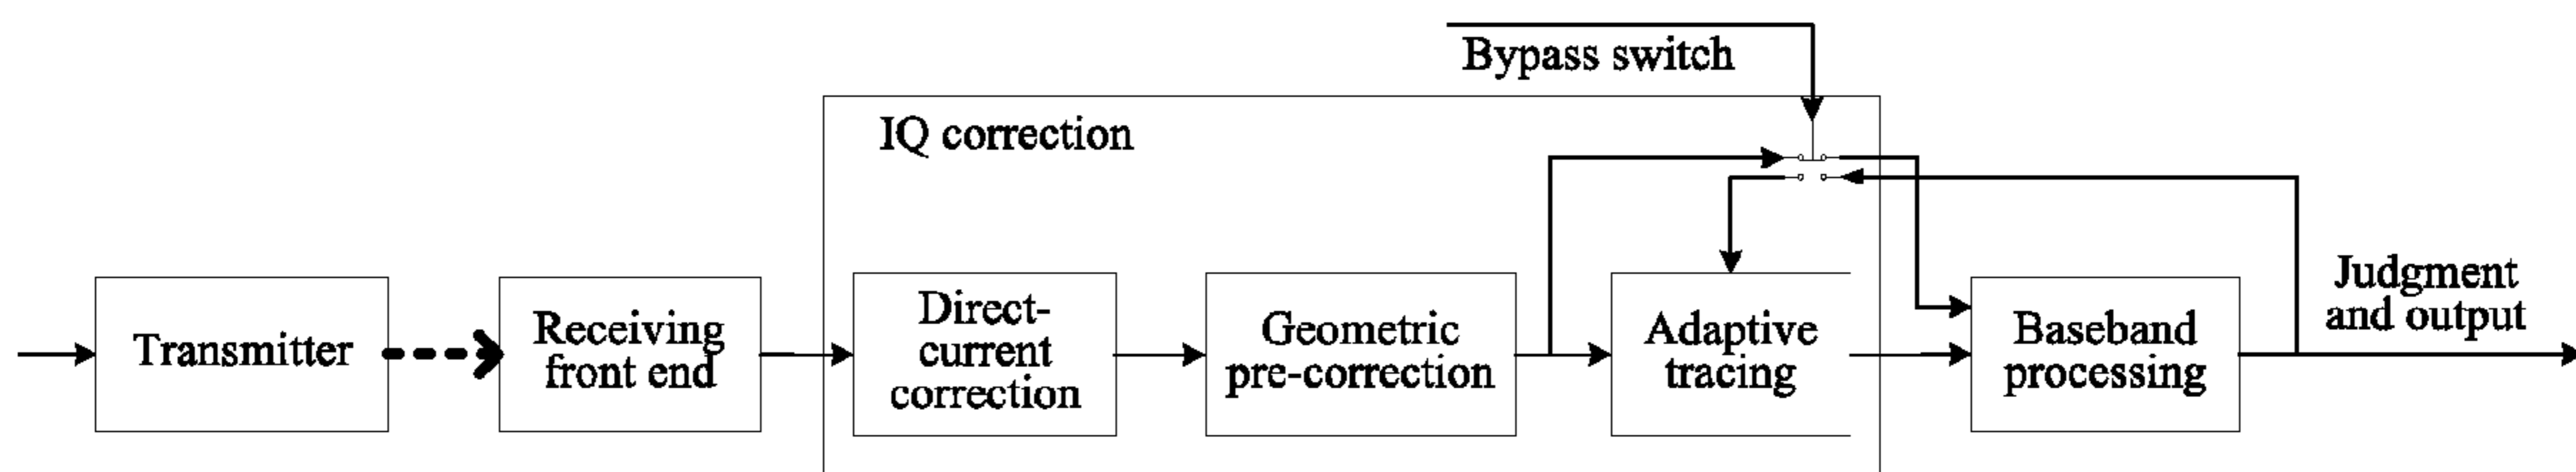 Bypass switch
IQ correction
Transmitter
Receiving
front end
Direct-
current
correction
Geometric
pre-correction
Adaptive
tracing
Baseband
processing
Judgment
and output